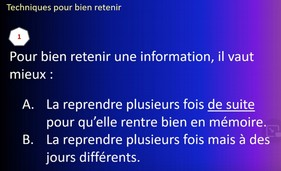 Techniques pour bien retenir
1
Pour bien retenir une information, il vaut
mieux :
A. La reprendre plusieurs fois de suite
pour qu'elle rentre bien en mémoire.
B. La reprendre plusieurs fois mais à des
jours différents.